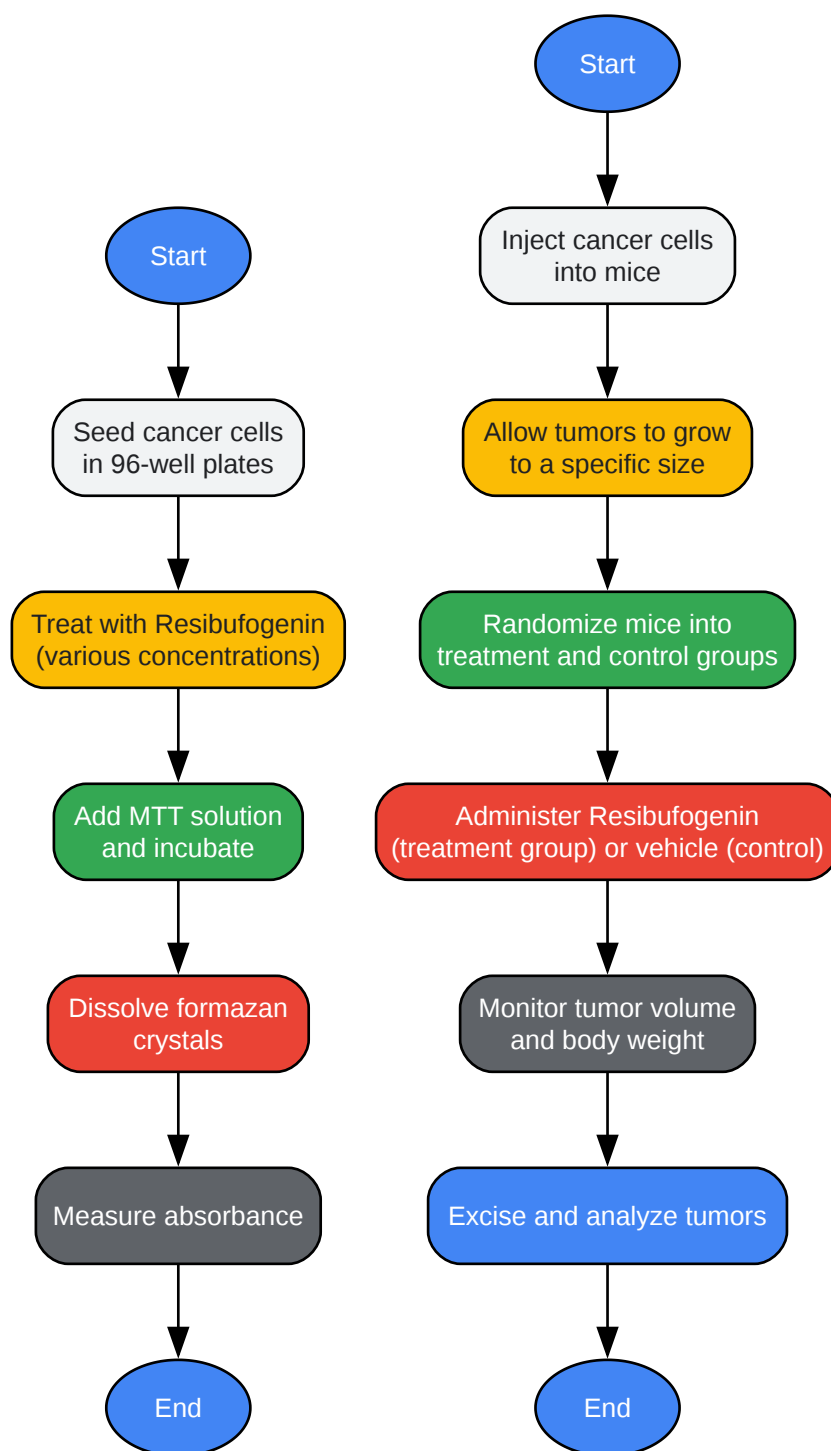 Start
Seed cancer cells
in 96-well plates
Treat with Resibufogenin
(various concentrations)
Add MTT solution
and incubate
Dissolve formazan
crystals
Measure absorbance
End
Start
Inject cancer cells
into mice
Allow tumors to grow
to a specific size
Randomize mice into
treatment and control groups
Administer Resibufogenin
(treatment group) or vehicle (control)
Monitor tumor volume
and body weight
Excise and analyze tumors
End